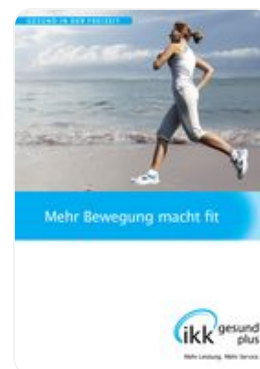 GESUND IN DER FREIZEIT
Mehr Bewegung macht fit
ikk gesund
plus
Mehr Leistung. Mehr Service.